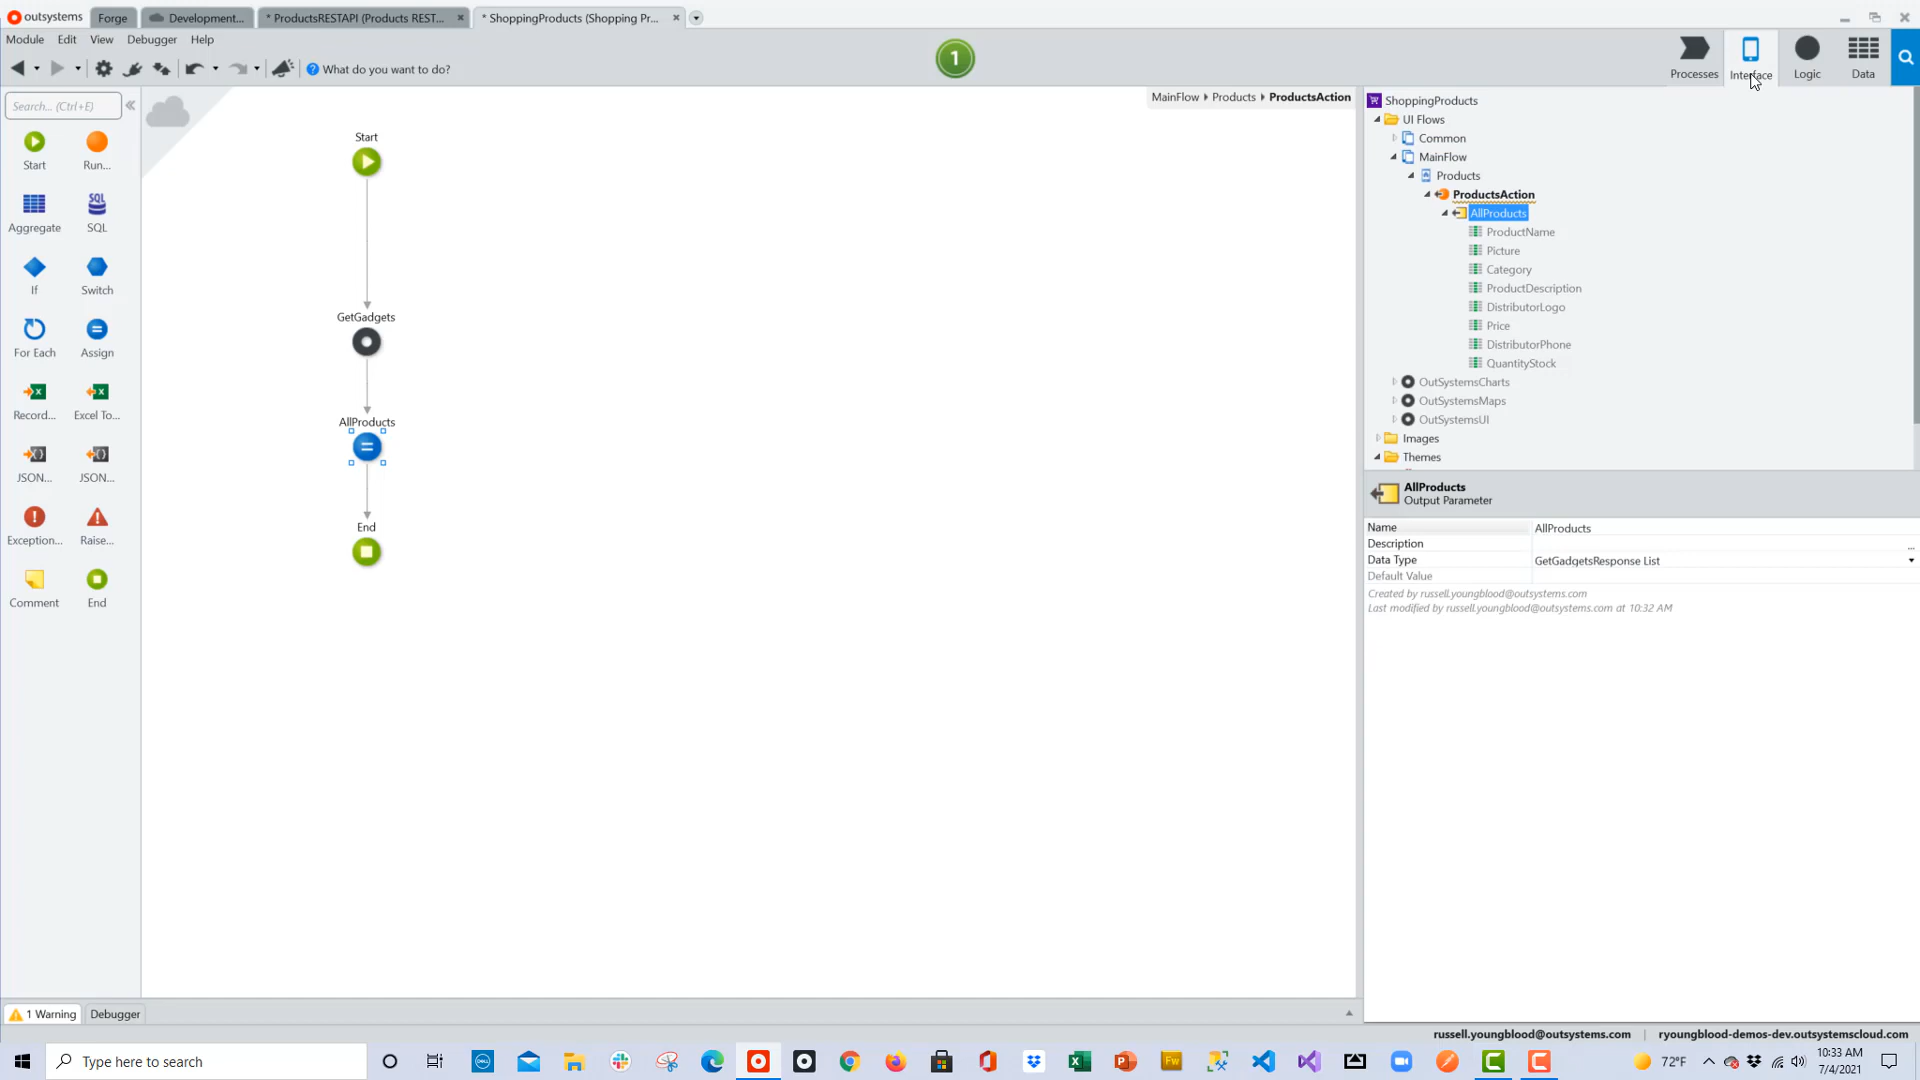 outsystems
Forge
Development...
* ProductsRESTAPI (Products REST...
* ShoppingProducts (Shopping Pr...
Module Edit View Debugger Help
What do you want to do?
1
Processes
Interface
Logic
Data
Search... (Ctrl+E)
Start Run...
Aggregate SQL
SQL
If Switch
For Each Assign
Record... Excel To...
JSON... JSON...
Exception... Raise...
Comment End
MainFlow Products ProductsAction
Start
GetGadgets
AllProducts
End
ShoppingProducts
UI Flows
Common
MainFlow
Products
ProductsAction
AllProducts
ProductName
Picture
Category
ProductDescription
DistributorLogo
Price
DistributorPhone
QuantityStock
OutSystemsCharts
OutSystemsMaps
OutSystemsUI
Images
Themes
AllProducts
Output Parameter
Name AllProducts
Description ...
Data Type GetGadgetsResponse List
Default Value
Created by russell.youngblood@outsystems.com
Last modified by russell.youngblood@outsystems.com at 10:32 AM
1 Warning Debugger
russell.youngblood@outsystems.com | ryoungblood-demos-dev.outsystemscloud.com
Type here to search
DELL
Fw
72°F
10:33 AM
7/4/2021